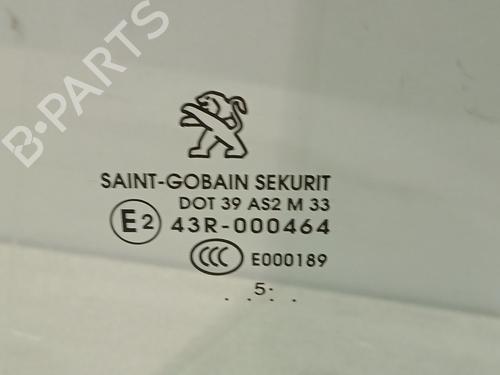 B-PARTS
SAINT-GOBAIN SEKURIT
DOT 39 AS2 M 33
E2 43R-000464
CCC E000189
. .5: .